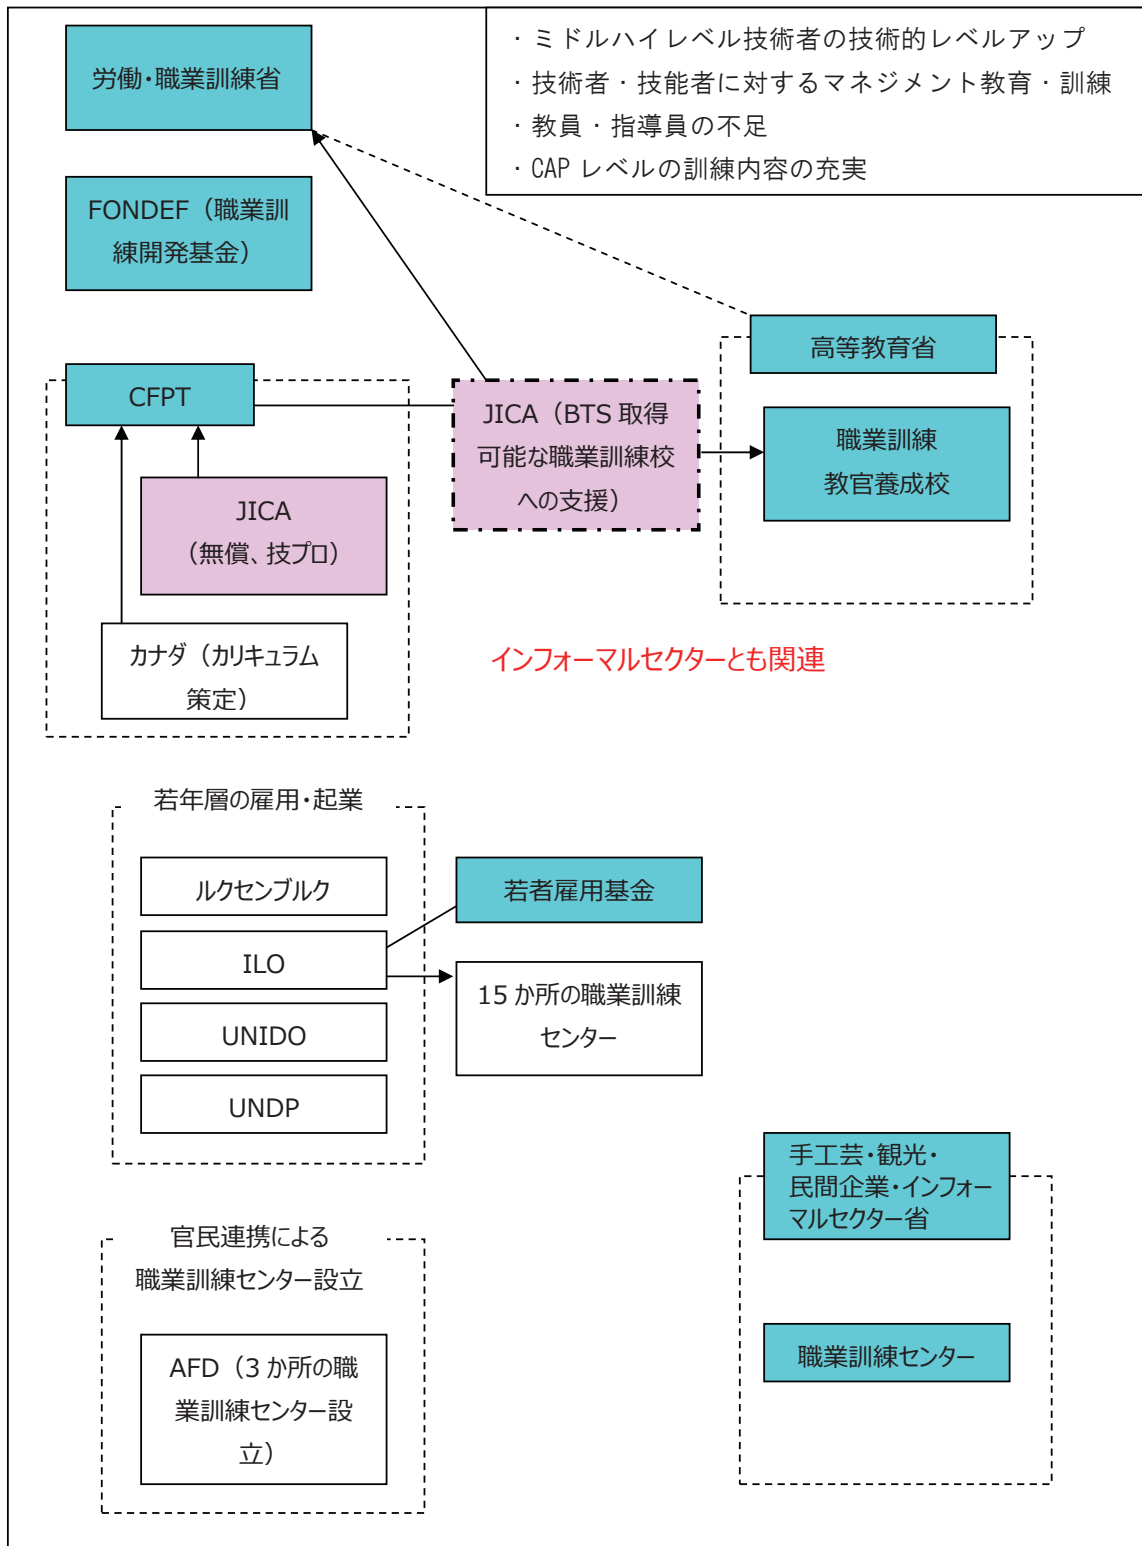 ・ミドルハイレベル技術者の技術的レベルアップ
・技術者・技能者に対するマネジメント教育・訓練
・教員・指導員の不足
・CAP レベルの訓練内容の充実
労働・職業訓練省
FONDEF（職業訓
練開発基金）
高等教育省
CFPT
JICA（BTS 取得
可能な職業訓練校
への支援）
職業訓練
教官養成校
JICA
（無償、技プロ）
カナダ（カリキュラム
策定）
インフォーマルセクターとも関連
若年層の雇用・起業
ルクセンブルク
ILO
UNIDO
UNDP
若者雇用基金
15 か所の職業訓練
センター
手工芸・観光・
民間企業・インフォー
マルセクター省
職業訓練センター
官民連携による
職業訓練センター設立
AFD（3 か所の職
業訓練センター設
立）